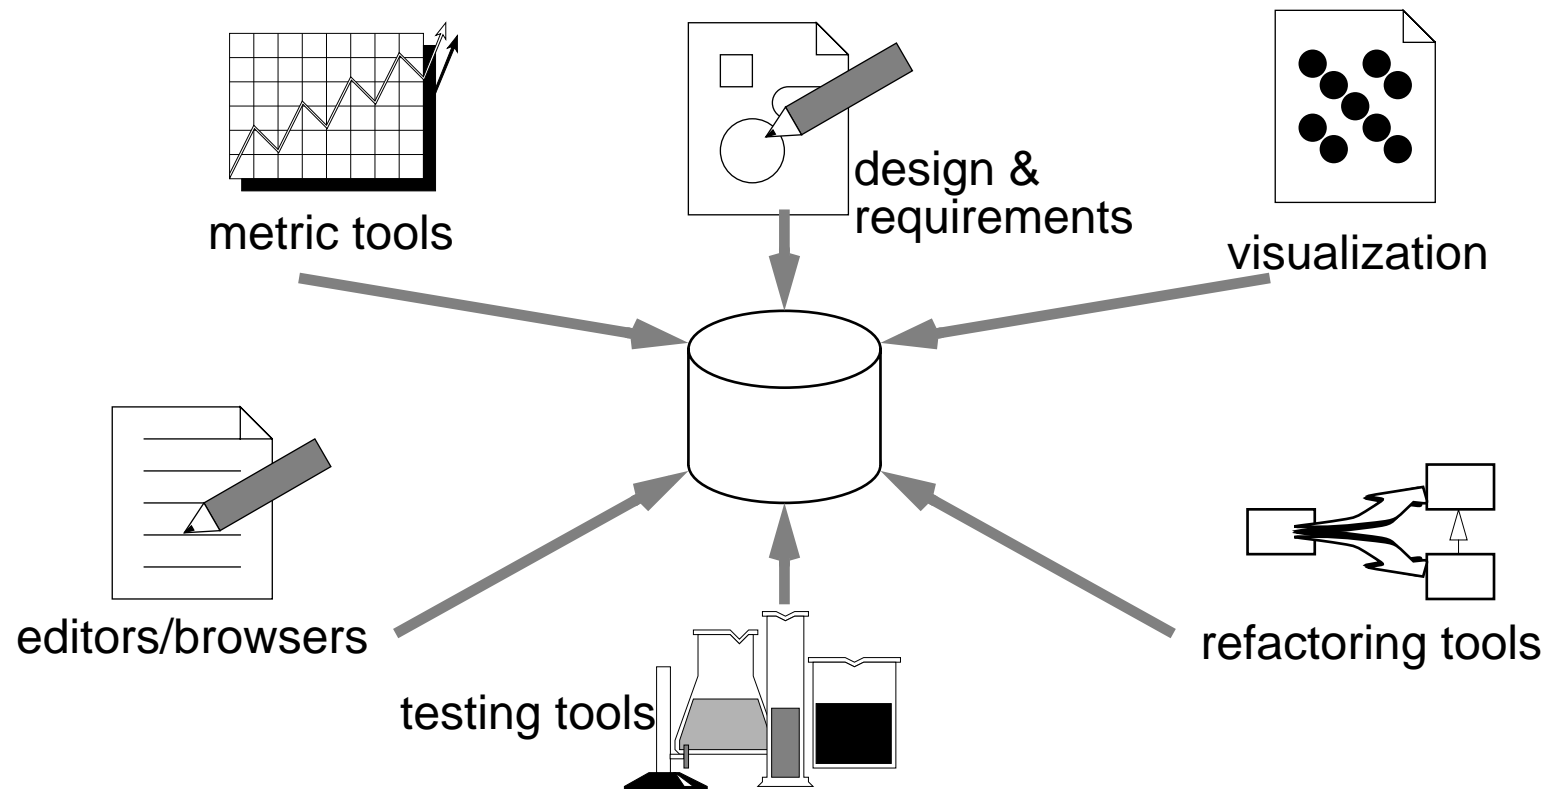 metric tools
design &
requirements
visualization
editors/browsers
testing tools
refactoring tools